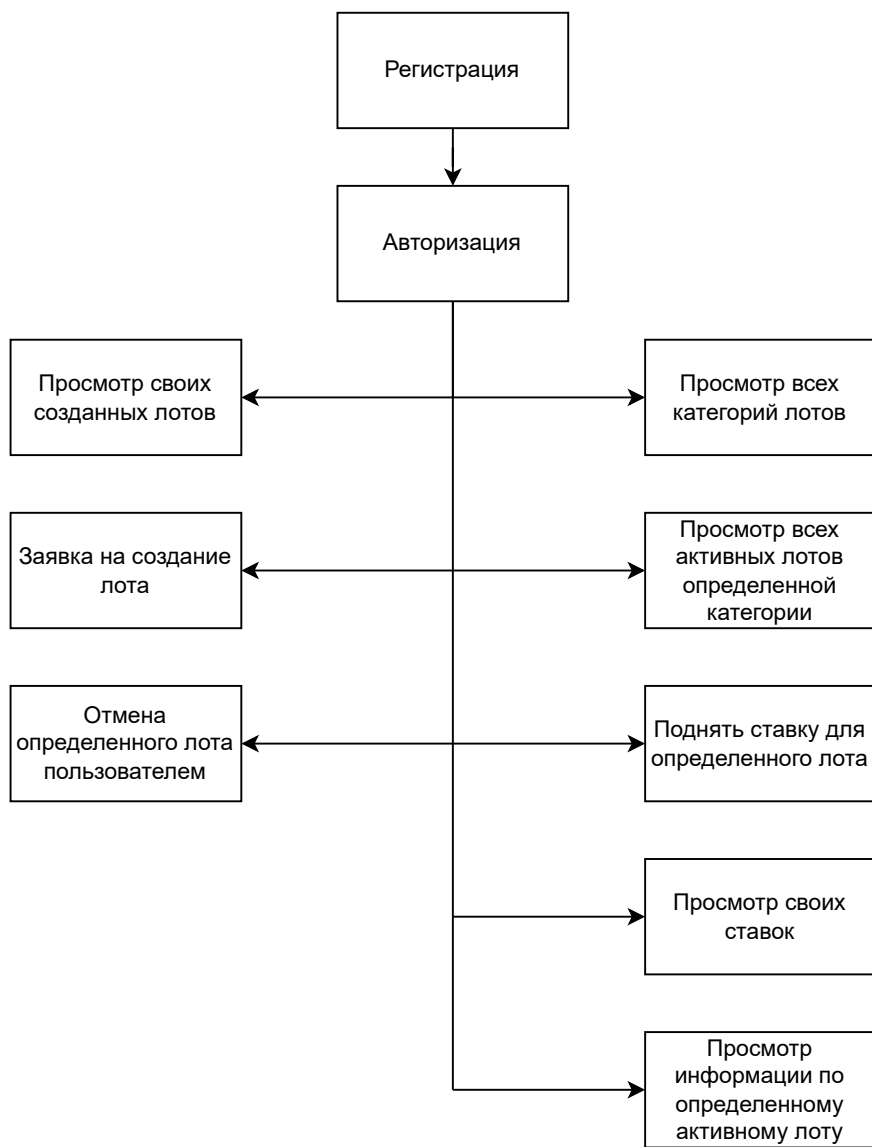 Регистрация
Авторизация
Просмотр своих
созданных лотов
Просмотр всех
категорий лотов
Заявка на создание
лота
Просмотр всех
активных лотов
определенной
категории
Отмена
определенного лота
пользователем
Поднять ставку для
определенного лота
Просмотр своих
ставок
Просмотр
информации по
определенному
активному лоту